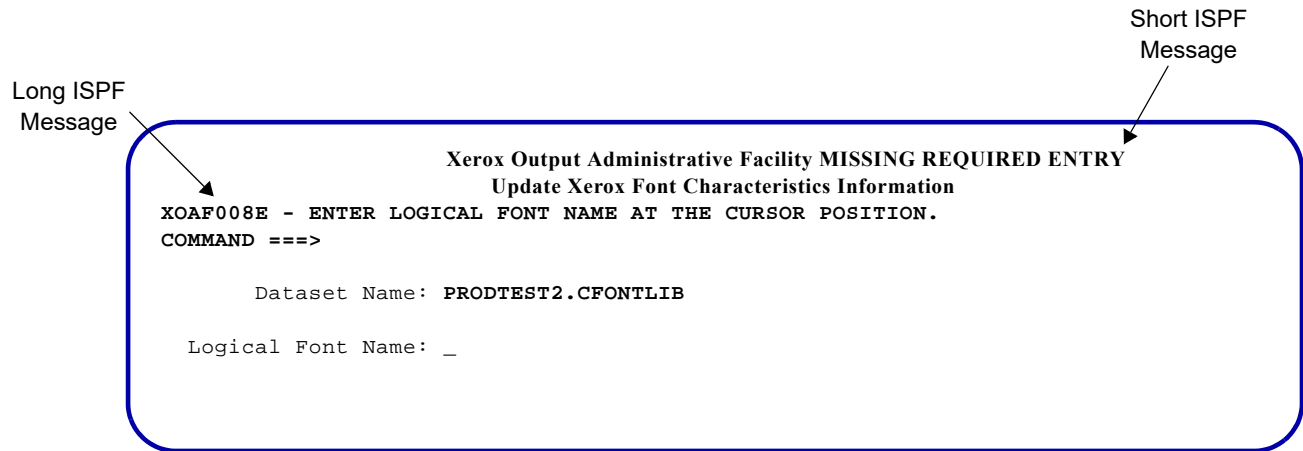 Short ISPF
Message
Long ISPF
Message
Xerox Output Administrative Facility MISSING REQUIRED ENTRY
Update Xerox Font Characteristics Information
XOAF008E - ENTER LOGICAL FONT NAME AT THE CURSOR POSITION.
COMMAND ===>
Dataset Name: PRODTEST2.CFONTLIB
Logical Font Name: _